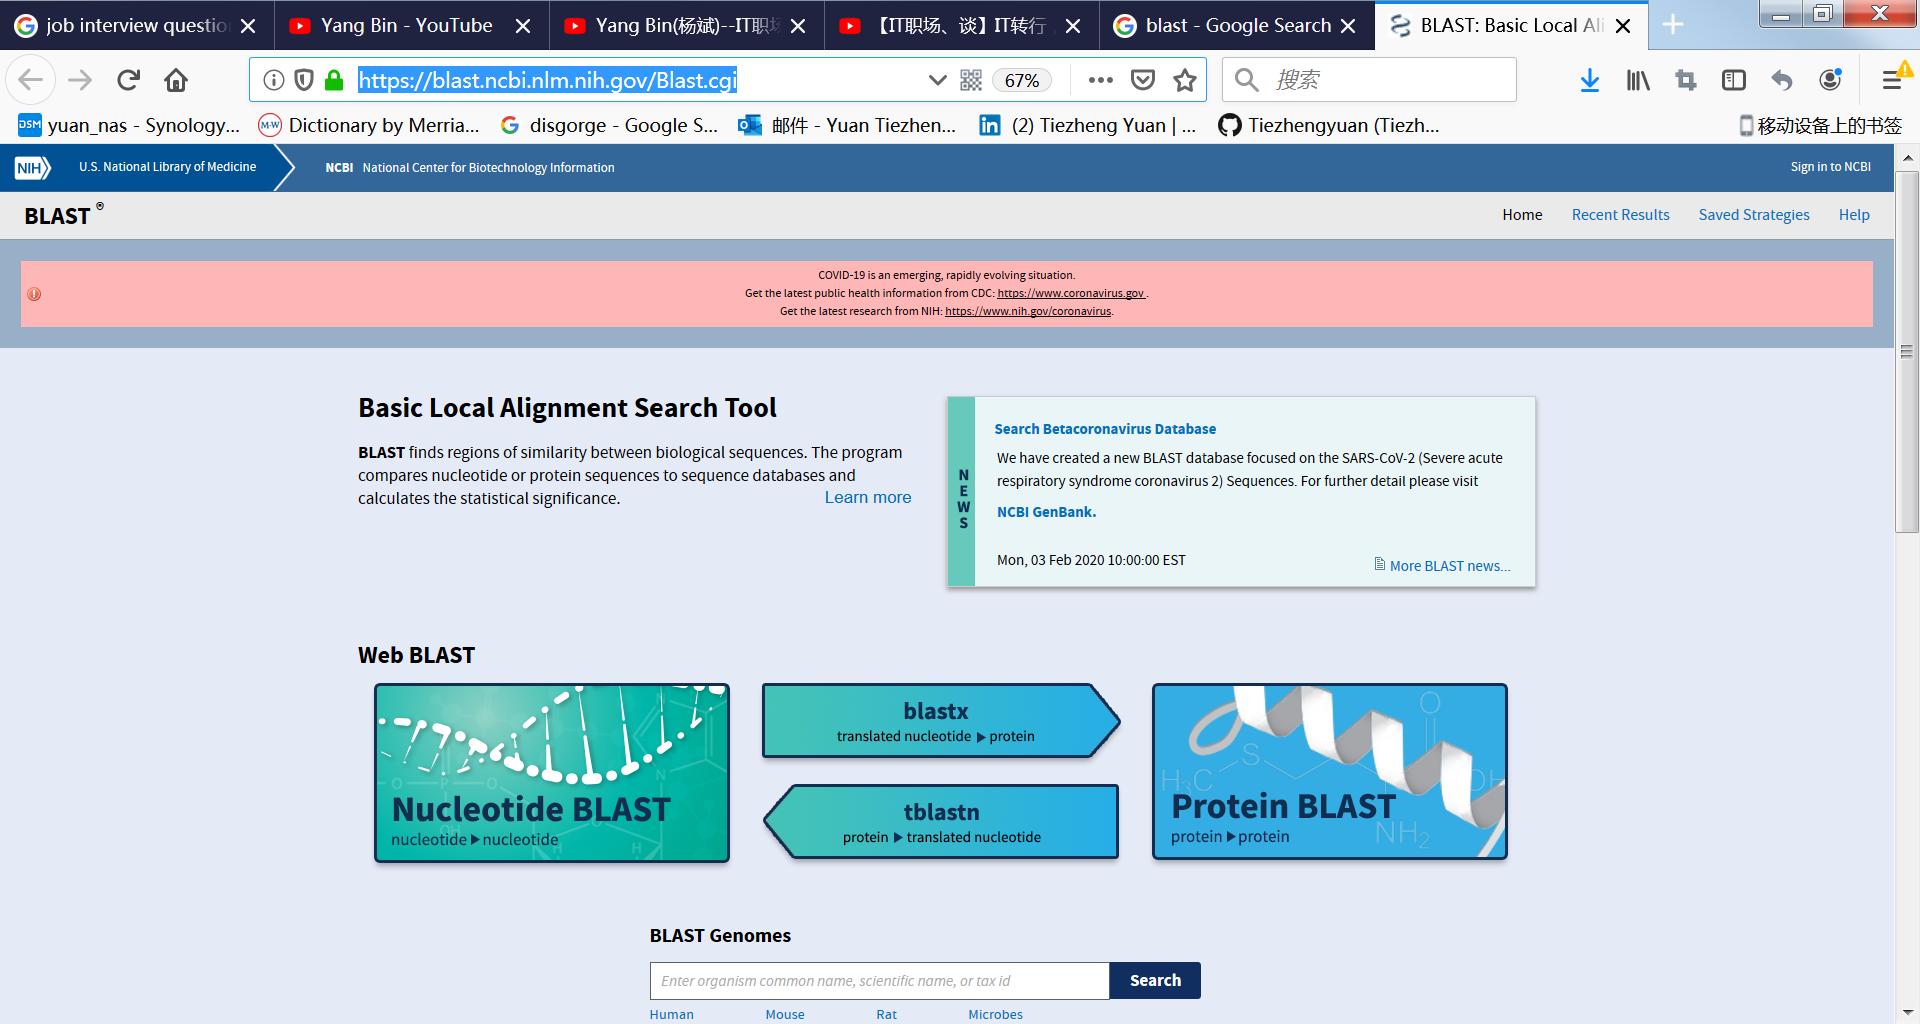 job interview questio
Yang Bin - YouTube
Yang Bin(杨斌)--IT职场
【IT职场、谈】IT转行
blast - Google Search
BLAST: Basic Local Ali
https://blast.ncbi.nlm.nih.gov/Blast.cgi
67%
搜索
DSM yuan_nas - Synology...
M-W Dictionary by Merria...
disgorge - Google S...
邮件 - Yuan Tiezhen...
in (2) Tiezheng Yuan | ...
Tiezhengyuan (Tiezh...
移动设备上的书签
NIH U.S. National Library of Medicine
NCBI National Center for Biotechnology Information
Sign in to NCBI
BLAST ®
Home
Recent Results
Saved Strategies
Help
COVID-19 is an emerging, rapidly evolving situation.
Get the latest public health information from CDC: https://www.coronavirus.gov .
Get the latest research from NIH: https://www.nih.gov/coronavirus.
Basic Local Alignment Search Tool
BLAST finds regions of similarity between biological sequences. The program
compares nucleotide or protein sequences to sequence databases and
calculates the statistical significance.
Learn more
NEWS
Search Betacoronavirus Database
We have created a new BLAST database focused on the SARS-CoV-2 (Severe acute
respiratory syndrome coronavirus 2) Sequences. For further detail please visit
NCBI GenBank.
Mon, 03 Feb 2020 10:00:00 EST
More BLAST news...
Web BLAST
Nucleotide BLAST
nucleotide ▶ nucleotide
blastx
translated nucleotide ▶ protein
tblastn
protein ▶ translated nucleotide
H₃C
S
O
OH
NH₂
Protein BLAST
protein ▶ protein
BLAST Genomes
Enter organism common name, scientific name, or tax id
Search
Human
Mouse
Rat
Microbes